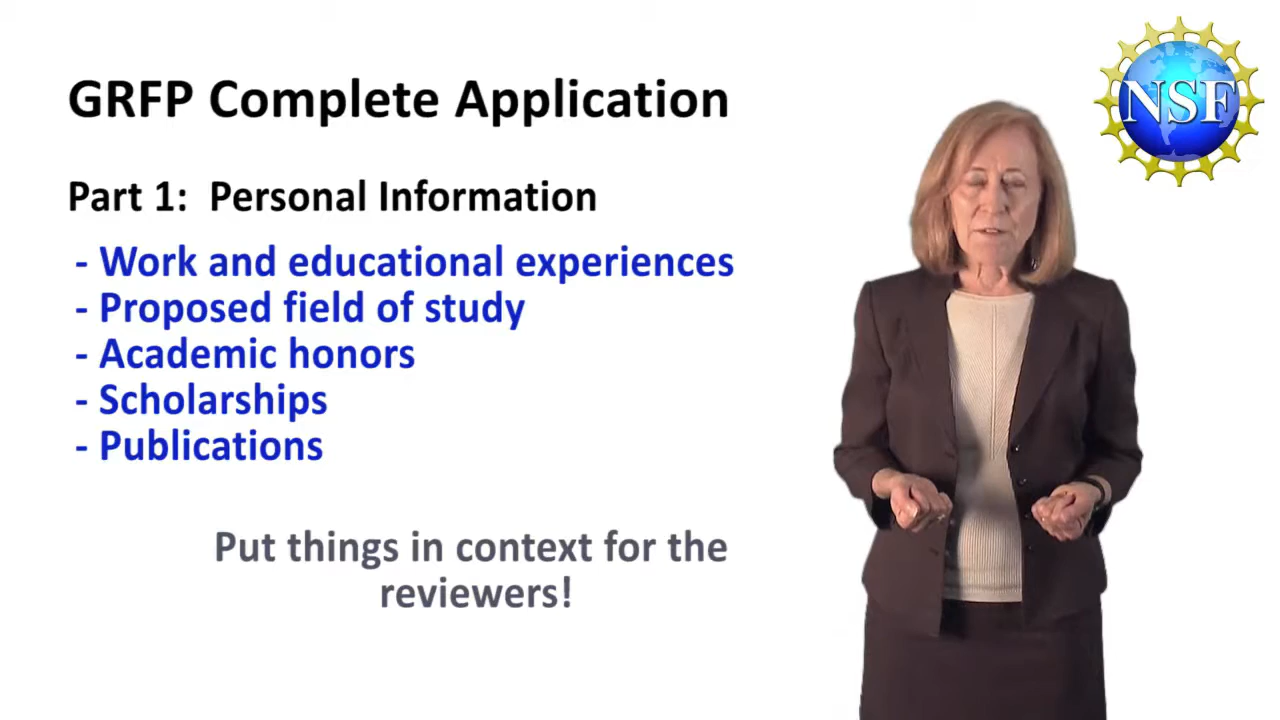 GRFP Complete Application
NSF
Part 1:  Personal Information
- Work and educational experiences
- Proposed field of study
- Academic honors
- Scholarships
- Publications
Put things in context for the
reviewers!